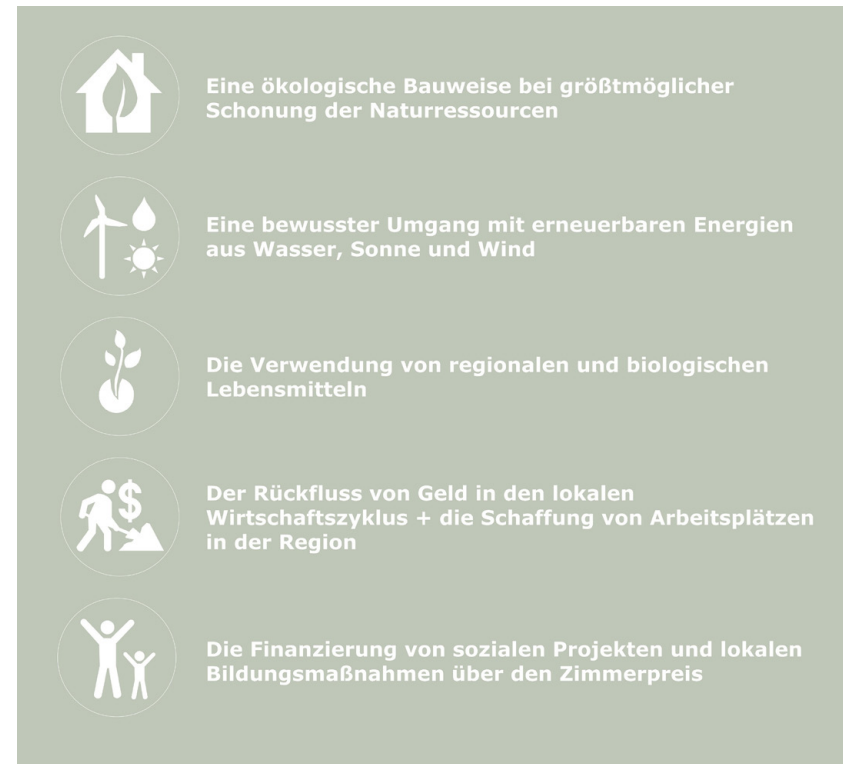 Eine ökologische Bauweise bei größtmöglicher
Schonung der Naturressourcen
Eine bewusster Umgang mit erneuerbaren Energien
aus Wasser, Sonne und Wind
Die Verwendung von regionalen und biologischen
Lebensmitteln
Der Rückfluss von Geld in den lokalen
Wirtschaftszyklus + die Schaffung von Arbeitsplätzen
in der Region
Die Finanzierung von sozialen Projekten und lokalen
Bildungsmaßnahmen über den Zimmerpreis